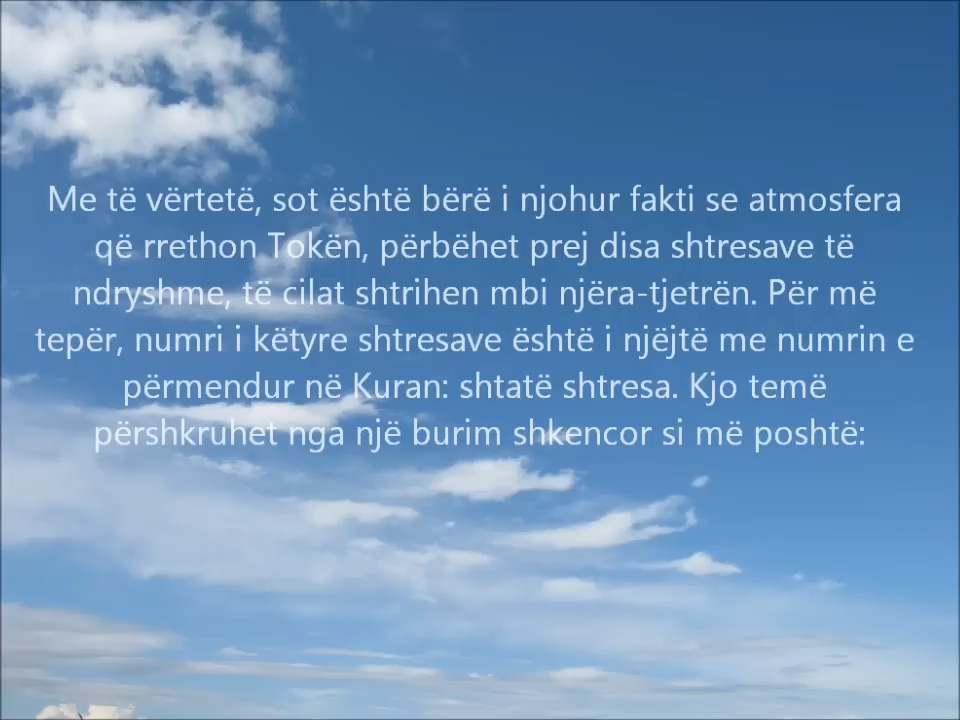 Me të vërtetë, sot është bërë i njohur fakti se atmosfera
që rrethon Tokën, përbëhet prej disa shtresave të
ndryshme, të cilat shtrihen mbi njëra-tjetrën. Për më
tepër, numri i këtyre shtresave është i njëjtë me numrin e
përmendur në Kuran: shtatë shtresa. Kjo temë
përshkruhet nga një burim shkencor si më poshtë: